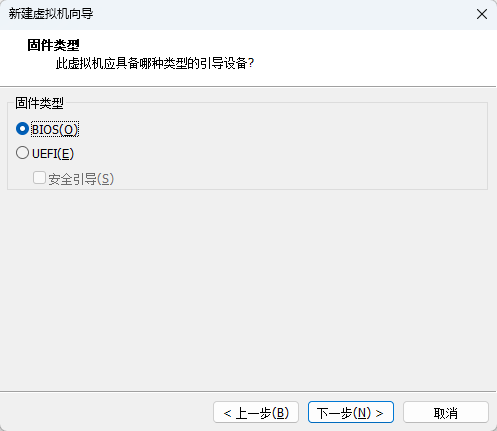 新建虚拟机向导
固件类型
此虚拟机应具备哪种类型的引导设备?
固件类型
BIOS(O)
UEFI(E)
安全引导(S)
< 上一步(B)
下一步(N) >
取消